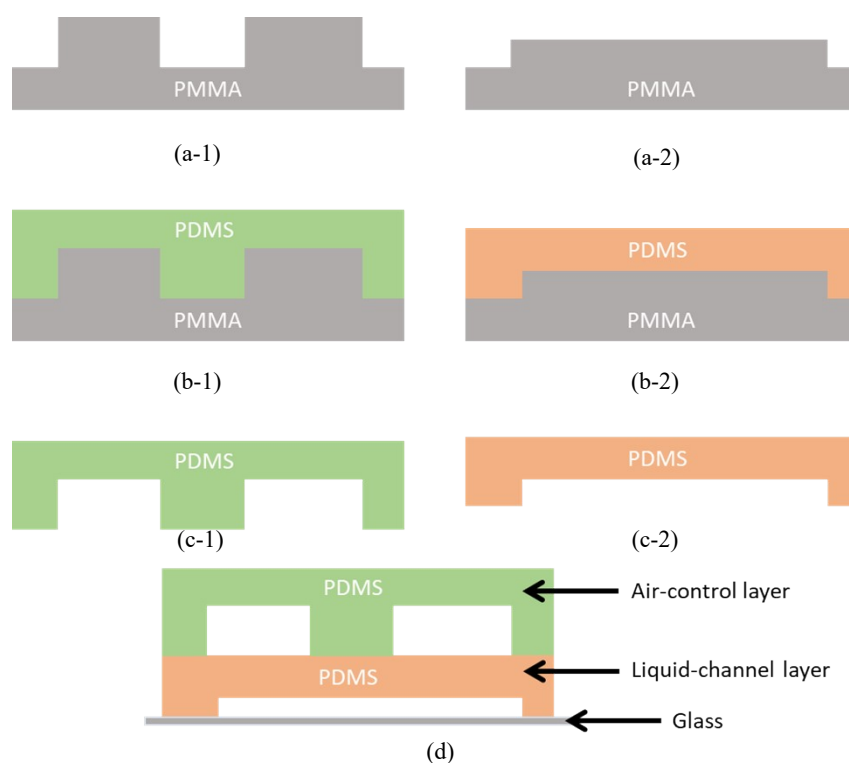 PMMA
PMMA
(a-1)
(a-2)
PDMS
PDMS
PMMA
PMMA
(b-1)
(b-2)
PDMS
PDMS
(c-1)
(c-2)
PDMS
Air-control layer
PDMS
Liquid-channel layer
Glass
(d)